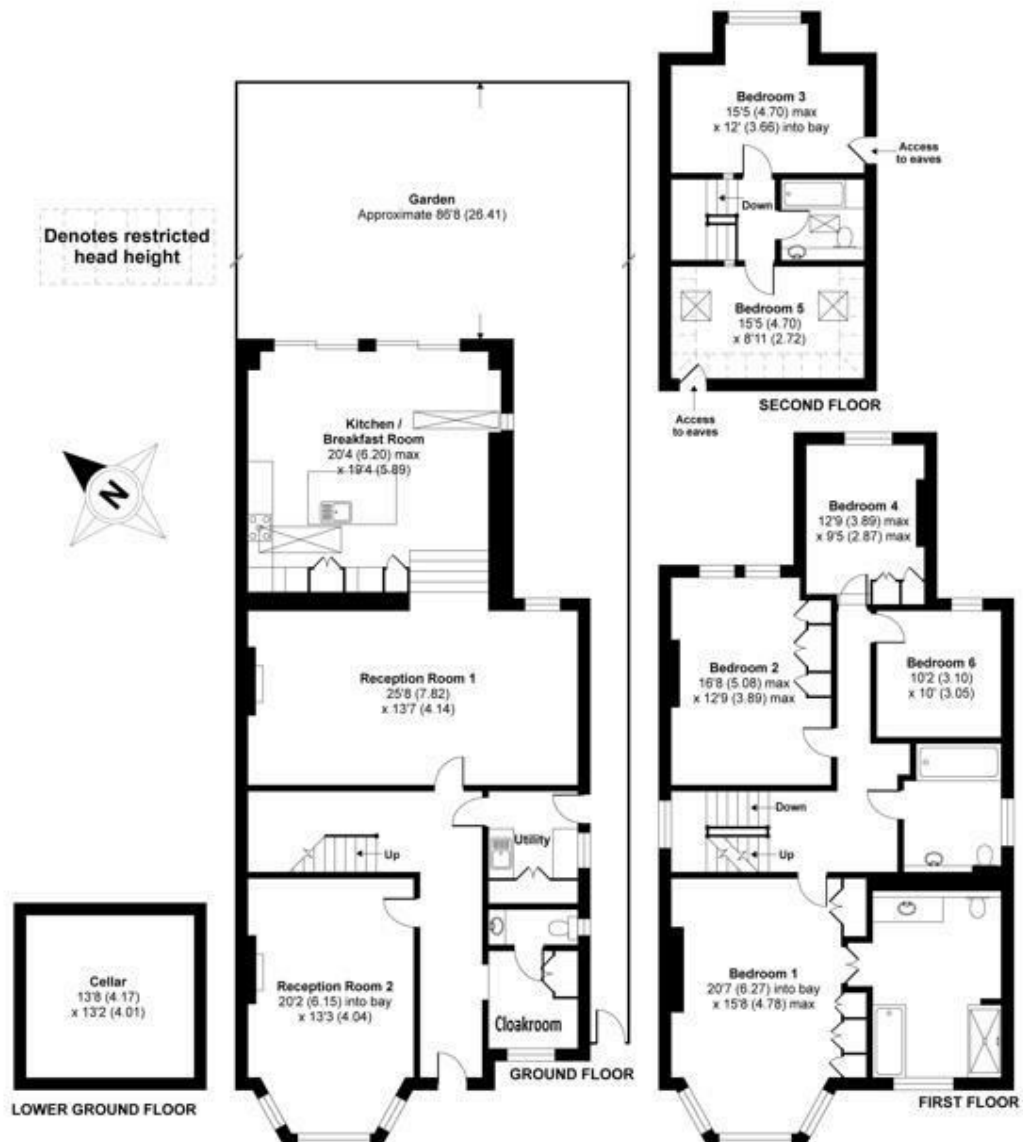 Bedroom 3
15'5 (4.70) max
x 12' (3.66) into bay
Access
to eaves
Down
Bedroom 5
15'5 (4.70)
x 8'11 (2.72)
Access
to eaves
SECOND FLOOR
Garden
Approximate 86'8 (26.41)
Denotes restricted
head height
N
Kitchen /
Breakfast Room
20'4 (6.20) max
x 19'4 (5.89)
Reception Room 1
25'8 (7.82)
x 13'7 (4.14)
Utility
Up
Reception Room 2
20'2 (6.15) into bay
x 13'3 (4.04)
Cloakroom
GROUND FLOOR
Cellar
13'8 (4.17)
x 13'2 (4.01)
LOWER GROUND FLOOR
Bedroom 4
12'9 (3.89) max
x 9'5 (2.87) max
Bedroom 2
16'8 (5.08) max
x 12'9 (3.89) max
Bedroom 6
10'2 (3.10)
x 10' (3.05)
Down
Up
Bedroom 1
20'7 (6.27) into bay
x 15'8 (4.78) max
FIRST FLOOR